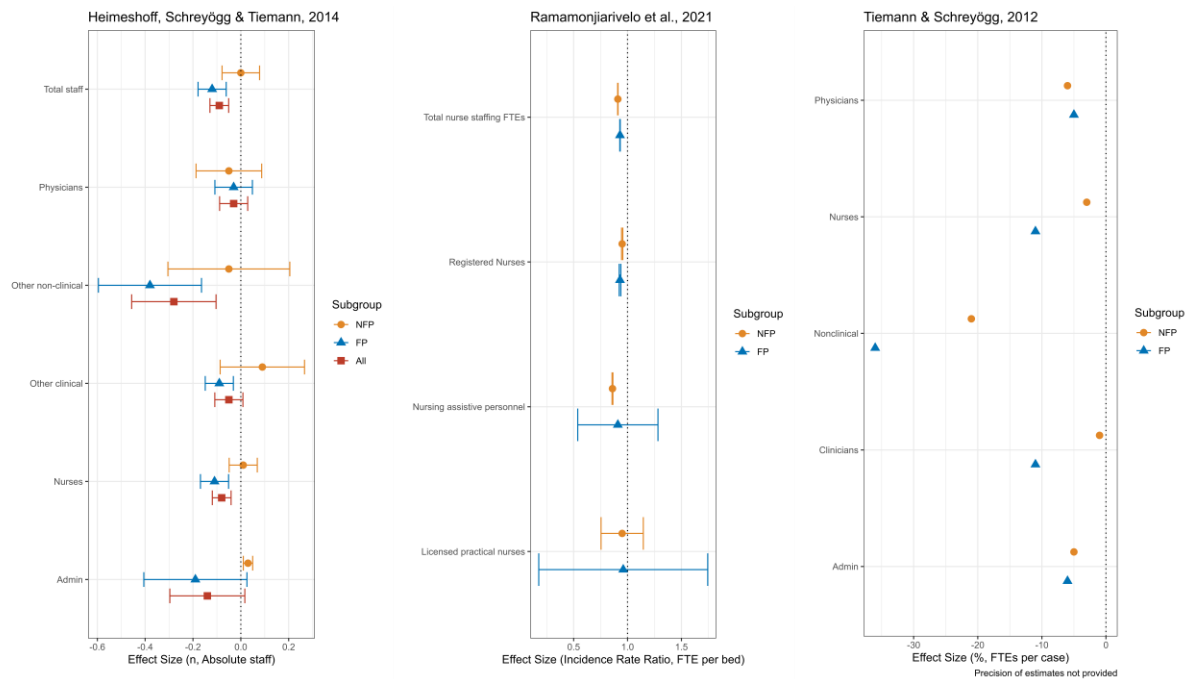 Heimeshoff, Schreyögg & Tiemann, 2014
Total staff
Physicians
Other non-clinical
Other clinical
Nurses
Admin
-0.6 -0.4 -0.2 0.0 0.2
Effect Size (n, Absolute staff)
Subgroup
NFP
FP
All
Ramamonjiarivelo et al., 2021
Total nurse staffing FTEs
Registered Nurses
Nursing assistive personnel
Licensed practical nurses
0.5 1.0 1.5
Effect Size (Incidence Rate Ratio, FTE per bed)
Subgroup
NFP
FP
Tiemann & Schreyögg, 2012
Physicians
Nurses
Nonclinical
Clinicians
Admin
-30 -20 -10 0
Effect Size (%, FTEs per case)
Precision of estimates not provided
Subgroup
NFP
FP